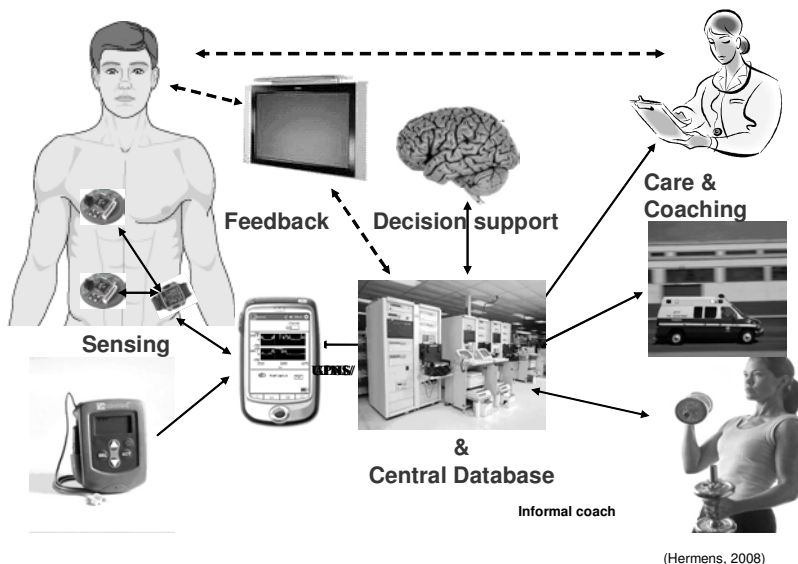 Feedback
Decision support
Care &
Coaching
Sensing
&
Central Database
Informal coach
(Hermens, 2008)